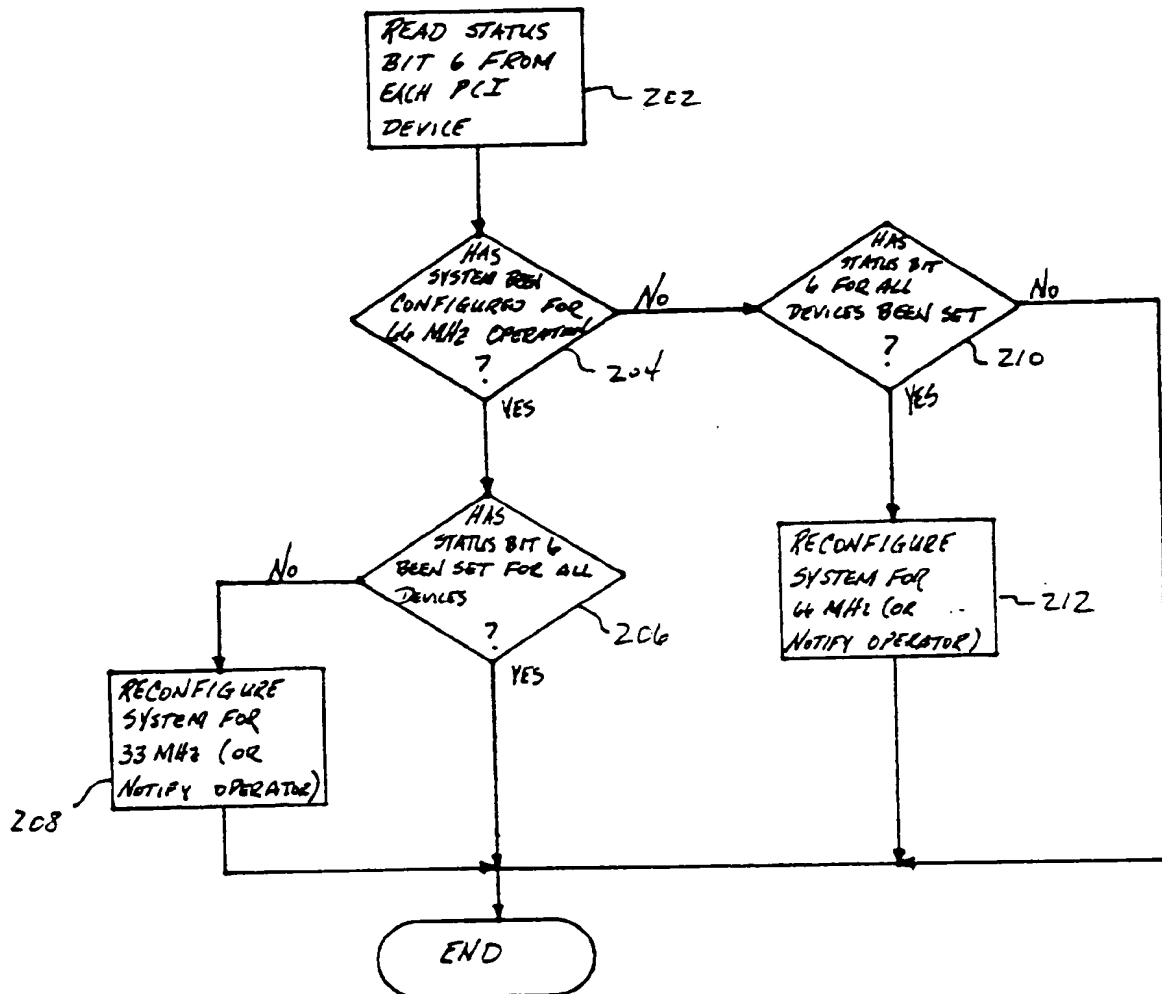 READ STATUS
BIT 6 FROM
EACH PCI
DEVICE
202
HAS
SYSTEM BEEN
CONFIGURED FOR
66 MHZ OPERATION
?
204
NO
YES
HAS
STATUS BIT
6 FOR ALL
DEVICES BEEN SET
?
210
NO
YES
HAS
STATUS BIT 6
BEEN SET FOR ALL
DEVICES
?
206
NO
YES
RECONFIGURE
SYSTEM FOR
66 MHZ (OR
NOTIFY OPERATOR)
212
RECONFIGURE
SYSTEM FOR
33 MHZ (OR
NOTIFY OPERATOR)
208
END